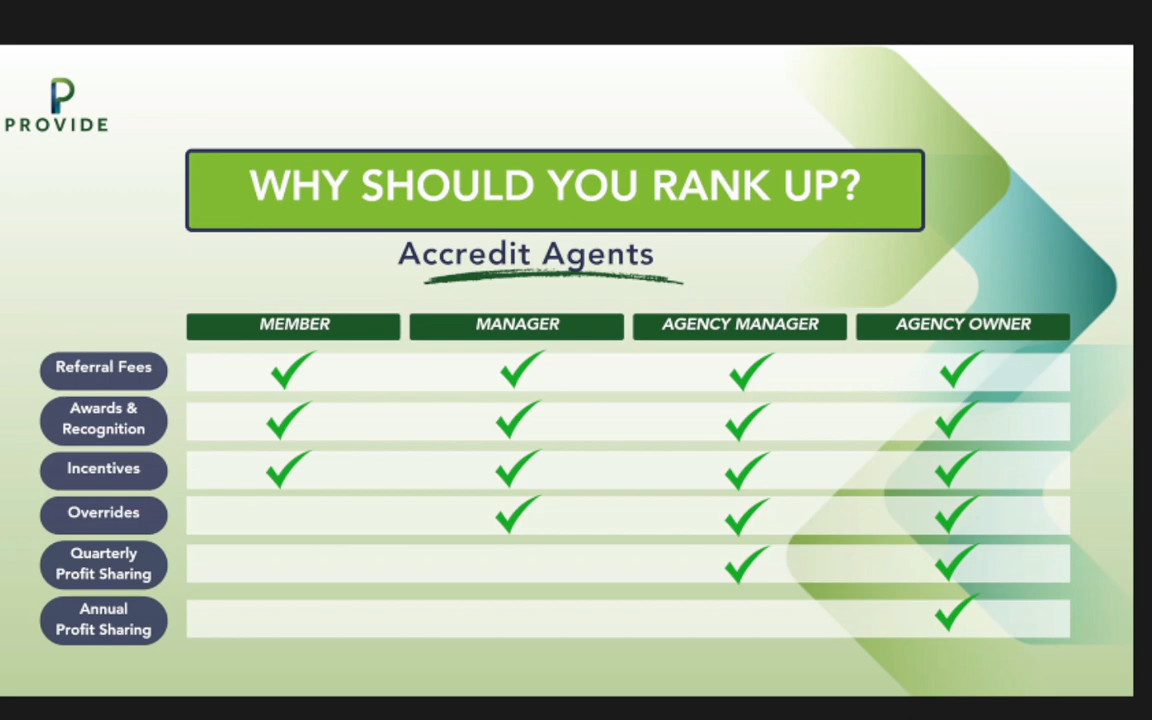 PROVIDE
WHY SHOULD YOU RANK UP?
Accredit Agents
MEMBER
MANAGER
AGENCY MANAGER
AGENCY OWNER
Referral Fees
Awards &
Recognition
Incentives
Overrides
Quarterly
Profit Sharing
Annual
Profit Sharing